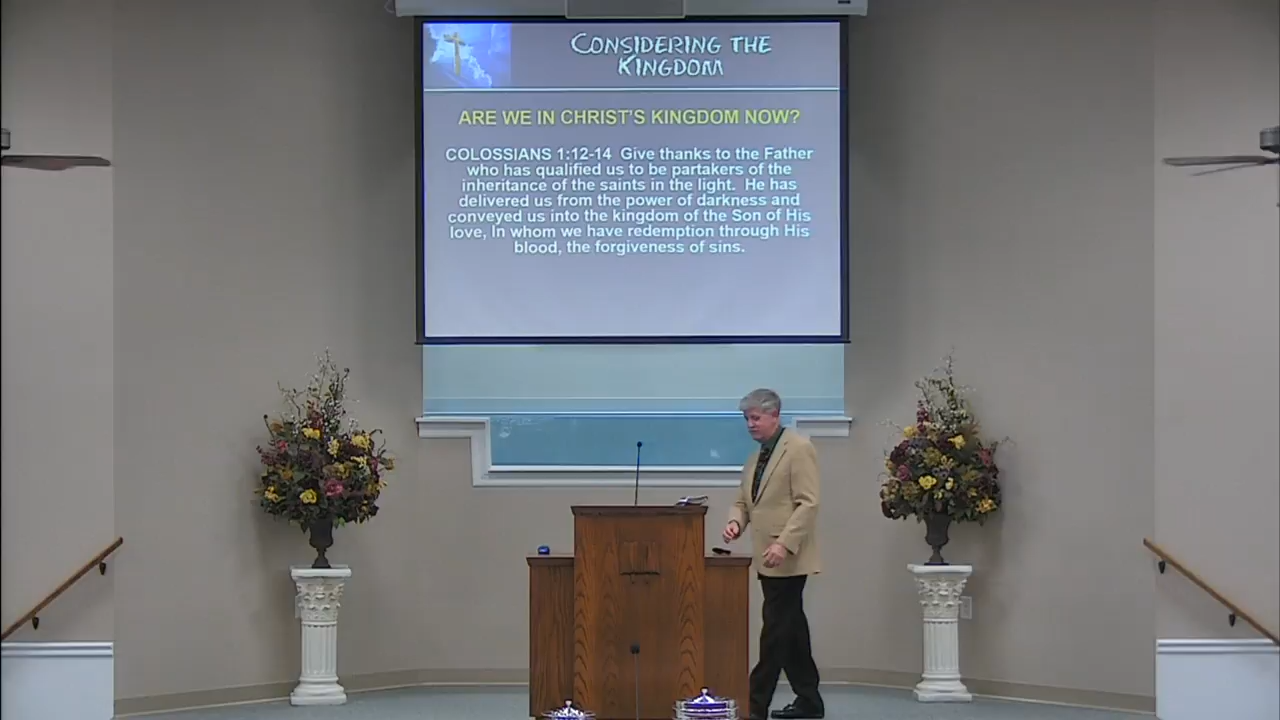 CONSIDERING THE
KINGDOM
ARE WE IN CHRIST'S KINGDOM NOW?
COLOSSIANS 1:12-14 Give thanks to the Father
who has qualified us to be partakers of the
inheritance of the saints in the light. He has
delivered us from the power of darkness and
conveyed us into the kingdom of the Son of His
love, In whom we have redemption through His
blood, the forgiveness of sins.